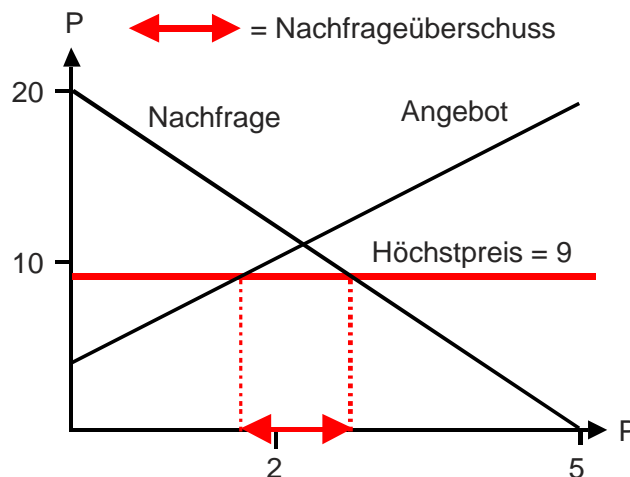 P
= Nachfrageüberschuss
20
Nachfrage
Angebot
10
Höchstpreis = 9
P
2
5